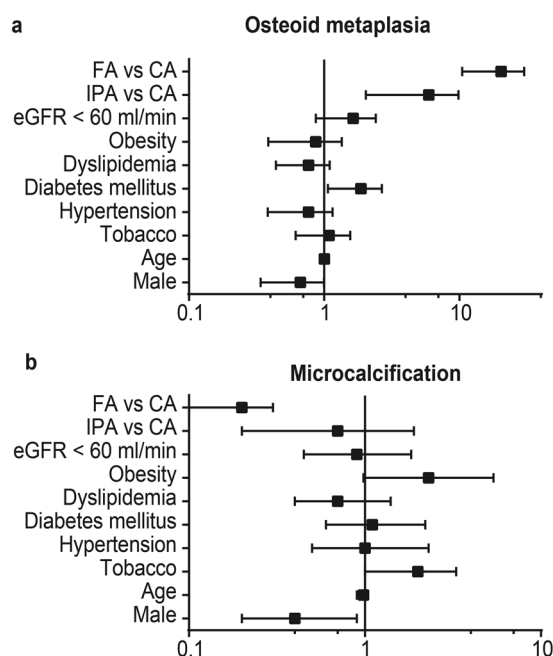 a
Osteoid metaplasia
FA vs CA
IPA vs CA
eGFR < 60 ml/min
Obesity
Dyslipidemia
Diabetes mellitus
Hypertension
Tobacco
Age
Male
0.1 1 10
b
Microcalcification
FA vs CA
IPA vs CA
eGFR < 60 ml/min
Obesity
Dyslipidemia
Diabetes mellitus
Hypertension
Tobacco
Age
Male
0.1 1 10